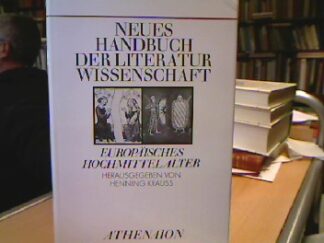 NEUES
HANDBUCH
DER LITERATUR
WISSENSCHAFT
EUROPÄISCHES
HOCHMITTELALTER
HERAUSGEGEBEN VON
HENNING KRAUSS
ATHENAION